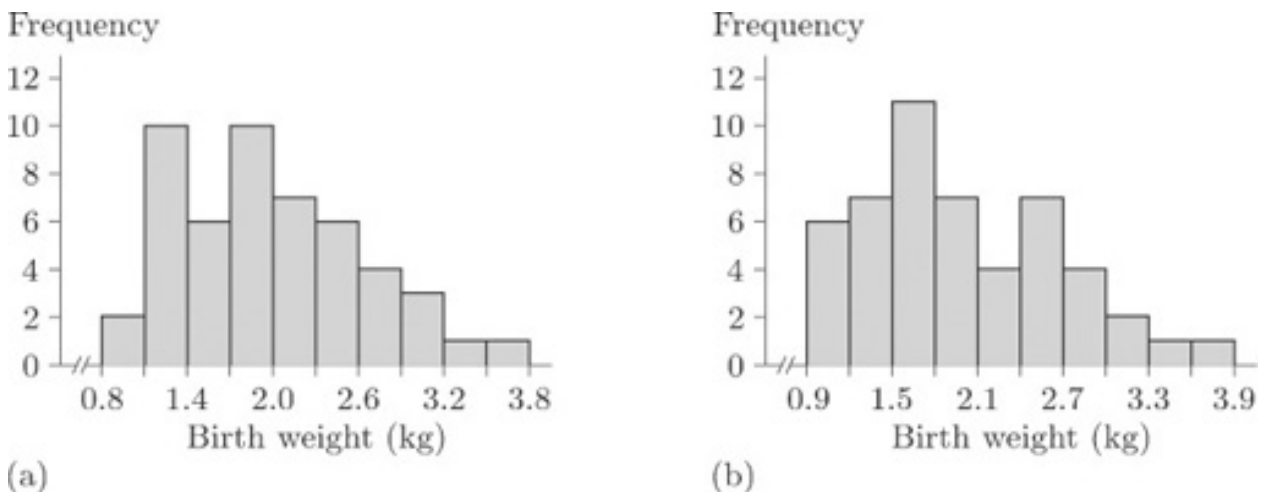 Frequency
12
10
8
6
4
2
0
0.8 1.4 2.0 2.6 3.2 3.8
Birth weight (kg)
(a)
Frequency
12
10
8
6
4
2
0
0.9 1.5 2.1 2.7 3.3 3.9
Birth weight (kg)
(b)